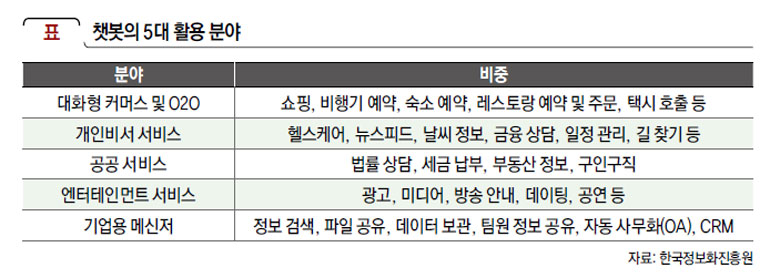 표 챗봇의 5대 활용 분야
분야 비중
대화형 커머스 및 O2O 쇼핑, 비행기 예약, 숙소 예약, 레스토랑 예약 및 주문, 택시 호출 등
개인비서 서비스 헬스케어, 뉴스피드, 날씨 정보, 금융 상담, 일정 관리, 길 찾기 등
공공 서비스 법률 상담, 세금 납부, 부동산 정보, 구인구직
엔터테인먼트 서비스 광고, 미디어, 방송 안내, 데이팅, 공연 등
기업용 메신저 정보 검색, 파일 공유, 데이터 보관, 팀원 정보 공유, 자동 사무화(OA), CRM
자료: 한국정보화진흥원